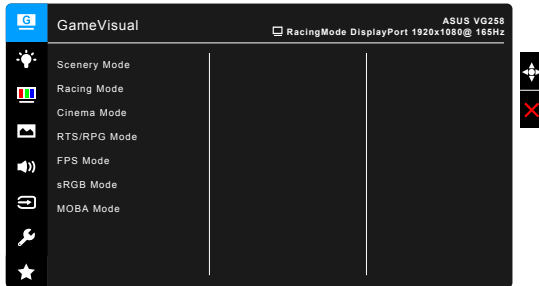 G
GameVisual
ASUS VG258
RacingMode DisplayPort 1920x1080@ 165Hz
Scenery Mode
Racing Mode
Cinema Mode
RTS/RPG Mode
FPS Mode
sRGB Mode
MOBA Mode